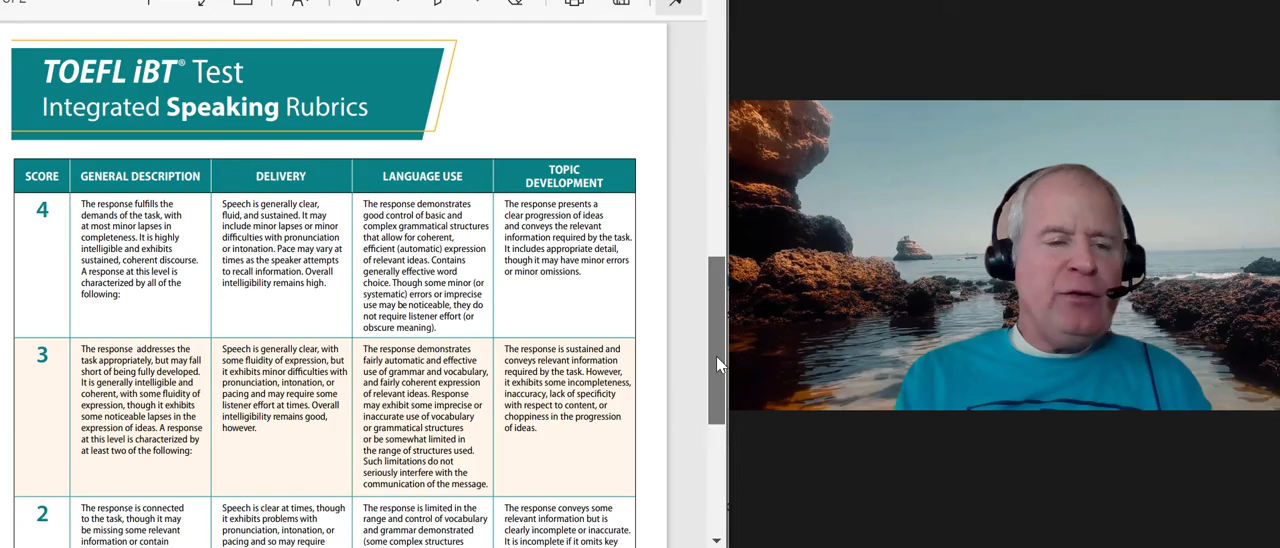 TOEFL iBT® Test
Integrated Speaking Rubrics
SCORE
GENERAL DESCRIPTION
DELIVERY
LANGUAGE USE
TOPIC
DEVELOPMENT
4
The response fulfills the
demands of the task, with
at most minor lapses in
completeness. It is highly
intelligible and exhibits
sustained, coherent discourse.
A response at this level is
characterized by all of the
following:
Speech is generally clear,
fluid, and sustained. It may
include minor lapses or minor
difficulties with pronunciation
or intonation. Pace may vary at
times as the speaker attempts
to recall information. Overall
intelligibility remains high.
The response demonstrates
good control of basic and
complex grammatical structures
that allow for coherent,
efficient (automatic) expression
of relevant ideas. Contains
generally effective word
choice. Though some minor (or
systematic) errors or imprecise
use may be noticeable, they do
not require listener effort (or
obscure meaning).
The response presents a
clear progression of ideas
and conveys the relevant
information required by the task.
It includes appropriate detail,
though it may have minor errors
or minor omissions.
3
The response addresses the
task appropriately, but may fall
short of being fully developed.
It is generally intelligible and
coherent, with some fluidity of
expression, though it exhibits
some noticeable lapses in the
expression of ideas. A response
at this level is characterized by
at least two of the following:
Speech is generally clear, with
some fluidity of expression, but
it exhibits minor difficulties with
pronunciation, intonation, or
pacing and may require some
listener effort at times. Overall
intelligibility remains good,
however.
The response demonstrates
fairly automatic and effective
use of grammar and vocabulary,
and fairly coherent expression
of relevant ideas. Response
may exhibit some imprecise or
inaccurate use of vocabulary
or grammatical structures
or be somewhat limited in
the range of structures used.
Such limitations do not
seriously interfere with the
communication of the message.
The response is sustained and
conveys relevant information
required by the task. However,
it exhibits some incompleteness,
inaccuracy, lack of specificity
with respect to content, or
choppiness in the progression
of ideas.
2
The response is connected
to the task, though it may
be missing some relevant
information or contain
Speech is clear at times, though
it exhibits problems with
pronunciation, intonation, or
pacing and so may require
The response is limited in the
range and control of vocabulary
and grammar demonstrated
(some complex structures
The response conveys some
relevant information but is
clearly incomplete or inaccurate.
It is incomplete if it omits key